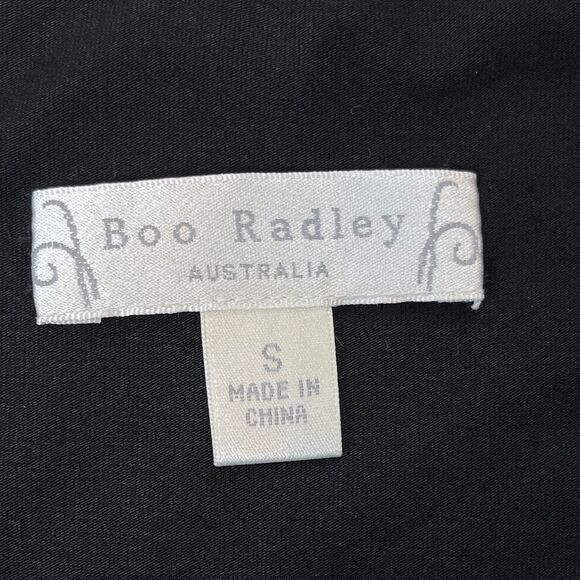 Boo Radley
AUSTRALIA
S
MADE IN
CHINA